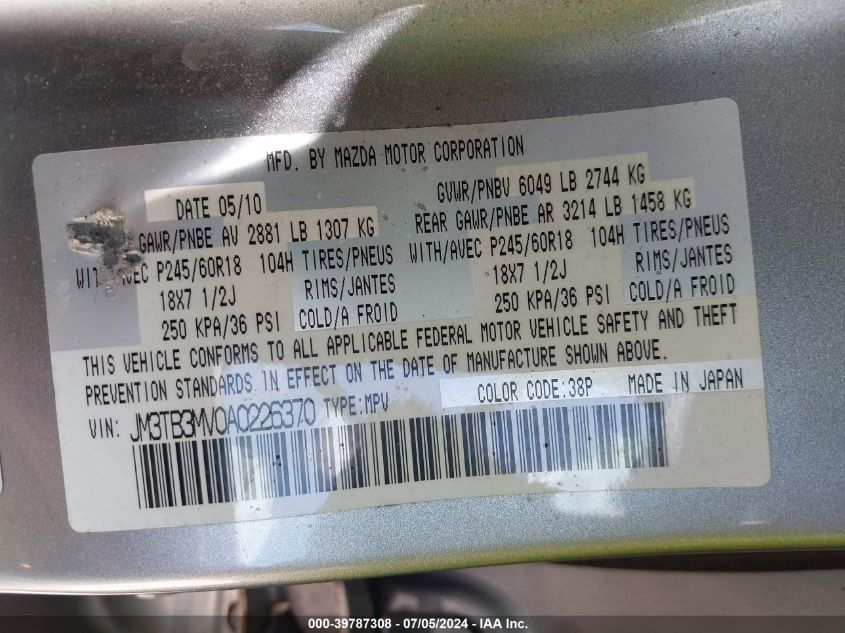 MFD. BY MAZDA MOTOR CORPORATION
DATE 05/10 GVWR/PNBV 6049 LB 2744 KG
GAWR/PNBE AV 2881 LB 1307 KG REAR GAWR/PNBE AR 3214 LB 1458 KG
P245/60R18 104H TIRES/PNEUS WITH/AVEC P245/60R18 104H TIRES/PNEUS
18X7 1/2J RIMS/JANTES 18X7 1/2J RIMS/JANTES
250 KPA/36 PSI COLD/A FROID 250 KPA/36 PSI COLD/A FROID
THIS VEHICLE CONFORMS TO ALL APPLICABLE FEDERAL MOTOR VEHICLE SAFETY AND THEFT
PREVENTION STANDARDS IN EFFECT ON THE DATE OF MANUFACTURE SHOWN ABOVE.
COLOR CODE:38P MADE IN JAPAN
VIN: JM3TB3MV0A0226370 TYPE:MPV
000-39787308 - 07/05/2024 - IAA Inc.